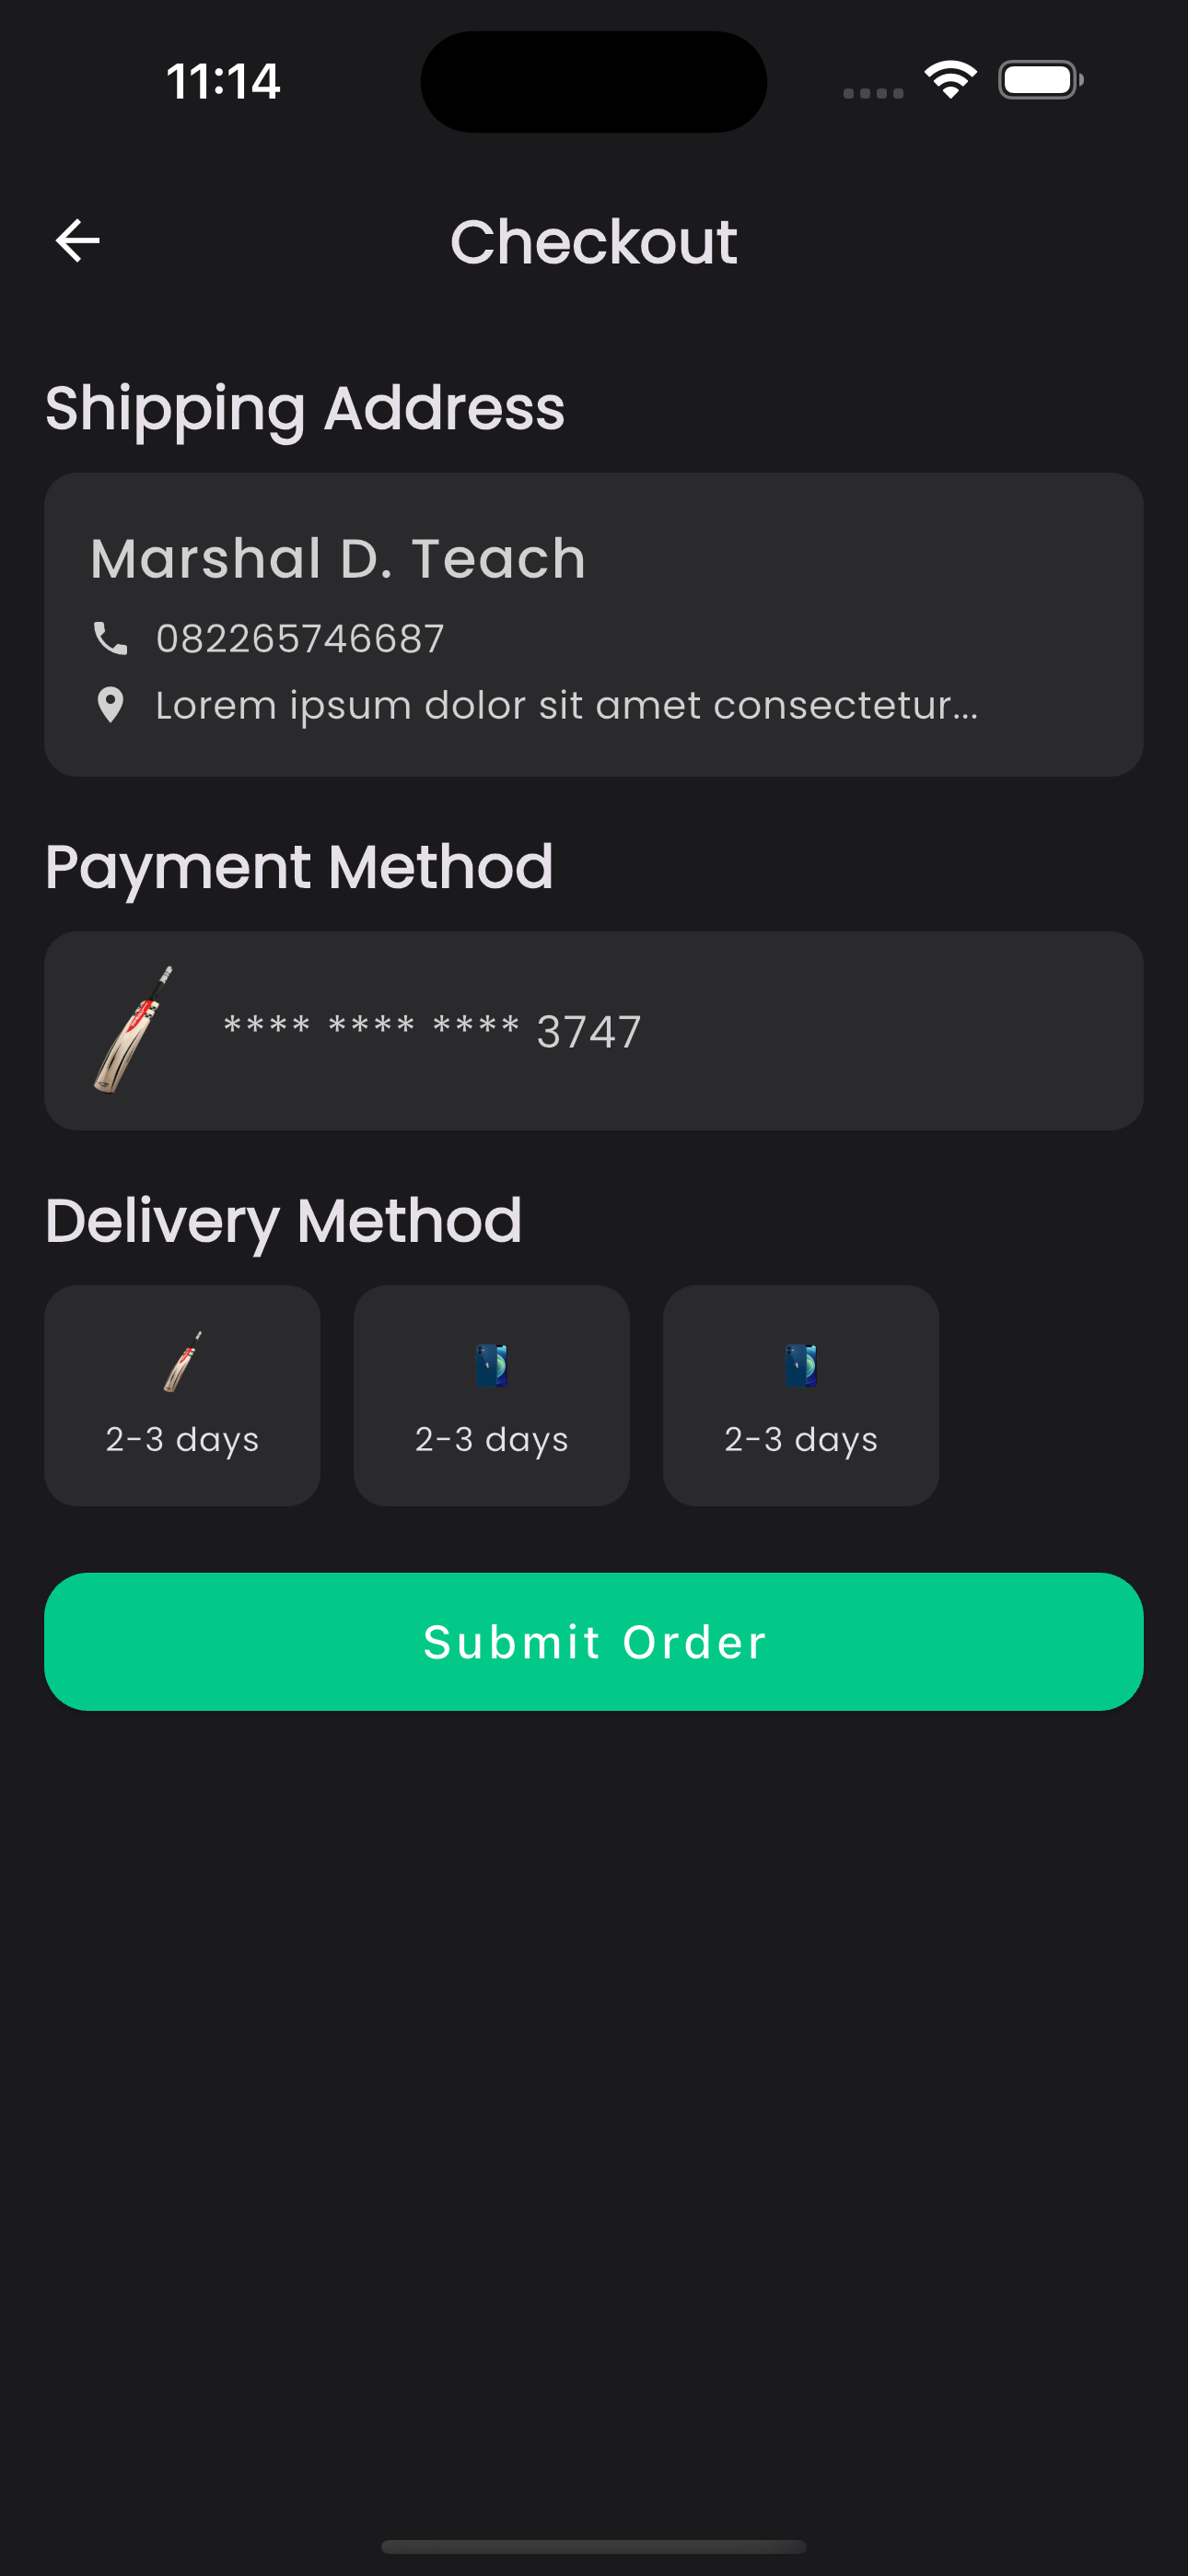 11:14
Checkout
Shipping Address
Marshal D. Teach
082265746687
Lorem ipsum dolor sit amet consectetur...
Payment Method
**** **** **** 3747
Delivery Method
2-3 days 2-3 days 2-3 days
Submit Order